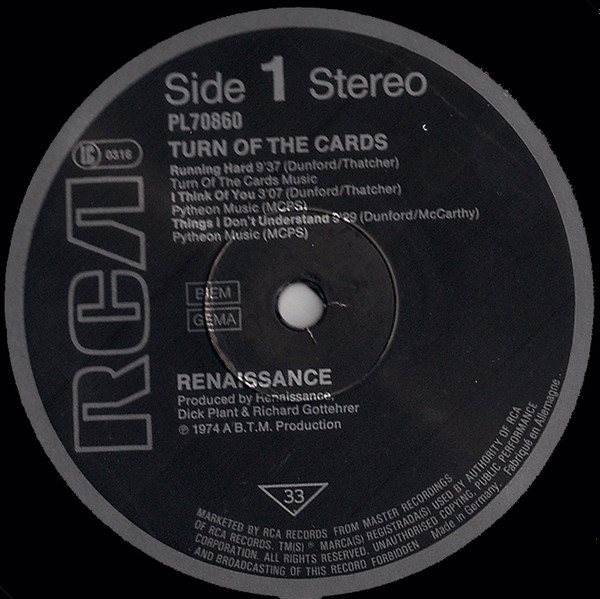 Side 1 Stereo
PL70860
TURN OF THE CARDS
LC 0316
Running Hard 9'37 (Dunford/Thatcher)
Turn Of The Cards Music
I Think Of You 3'07 (Dunford/Thatcher)
Pytheon Music (MCPS)
Things I Don't Understand 9'29 (Dunford/McCarthy)
Pytheon Music (MCPS)
RCA
BIEM
GEMA
RENAISSANCE
Produced by Renaissance,
Dick Plant & Richard Gottehrer
℗ 1974 A B.T.M. Production
33
MARKETED BY RCA RECORDS FROM MASTER RECORDINGS
OF RCA RECORDS. TM(S) ® MARCA(S) REGISTRADA(S) USED BY AUTHORITY OF RCA
CORPORATION. ALL RIGHTS RESERVED. UNAUTHORISED COPYING, PUBLIC PERFORMANCE
AND BROADCASTING OF THIS RECORD FORBIDDEN Made in Germany. Fabriqué en Allemagne.